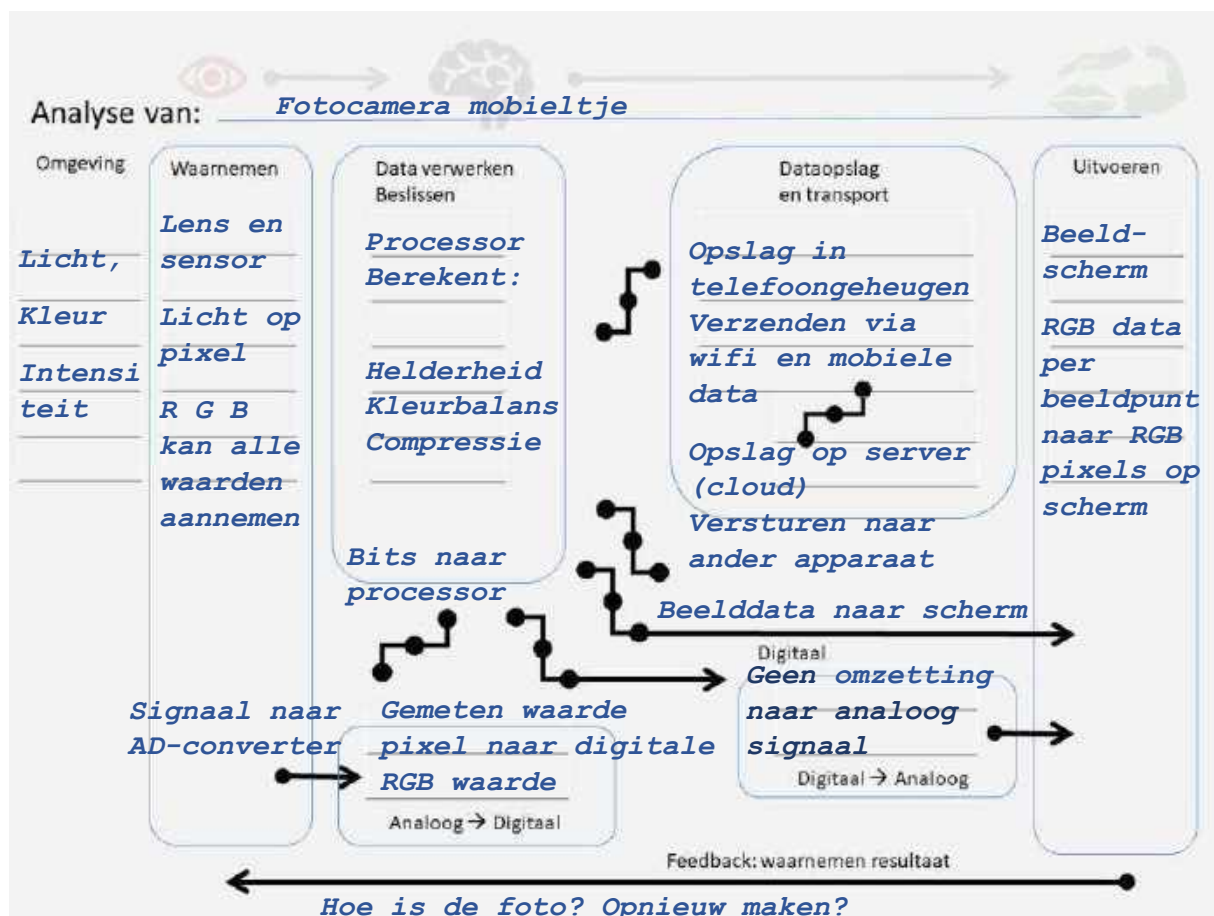 Analyse van: Fotocamera mobieltje
Omgeving
Licht,
Kleur
Intensi
teit
Waarnemen
Lens en
sensor
Licht op
pixel
R G B
kan alle
waarden
aannemen
Data verwerken
Beslissen
Processor
Berekent:
Helderheid
Kleurbalans
Compressie
Bits naar
processor
Dataopslag
en transport
Opslag in
telefoongeheugen
Verzenden via
wifi en mobiele
data
Opslag op server
(cloud)
Versturen naar
ander apparaat
Uitvoeren
Beeld-
scherm
RGB data
per
beeldpunt
naar RGB
pixels op
scherm
Beelddata naar scherm
Digitaal
Signaal naar
AD-converter
Gemeten waarde
pixel naar digitale
RGB waarde
Analoog → Digitaal
Geen omzetting
naar analoog
signaal
Digitaal → Analoog
Feedback: waarnemen resultaat
Hoe is de foto? Opnieuw maken?